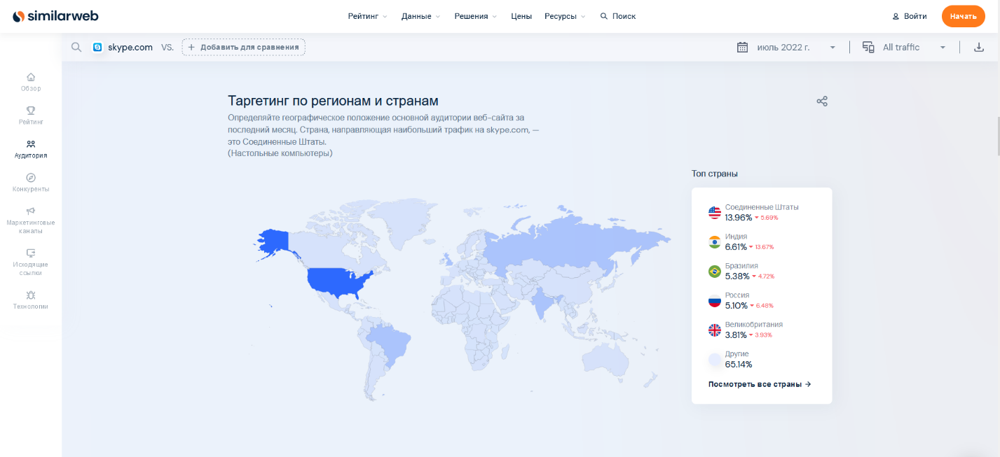 similarweb
Рейтинг Данные Решения Цены Ресурсы Поиск
Войти Начать
skype.com VS. + Добавить для сравнения
июль 2022 г. All traffic
Обзор
Рейтинг
Аудитория
Конкуренты
Маркетинговые
каналы
Исходящие
ссылки
Технологии
Таргетинг по регионам и странам
Определяйте географическое положение основной аудитории веб-сайта за
последний месяц. Страна, направляющая наибольший трафик на skype.com, —
это Соединенные Штаты.
(Настольные компьютеры)
Топ страны
Соединенные Штаты
13.96% 5.69%
Индия
6.61% 13.67%
Бразилия
5.38% 4.72%
Россия
5.10% 6.48%
Великобритания
3.81% 3.93%
Другие
65.14%
Посмотреть все страны →